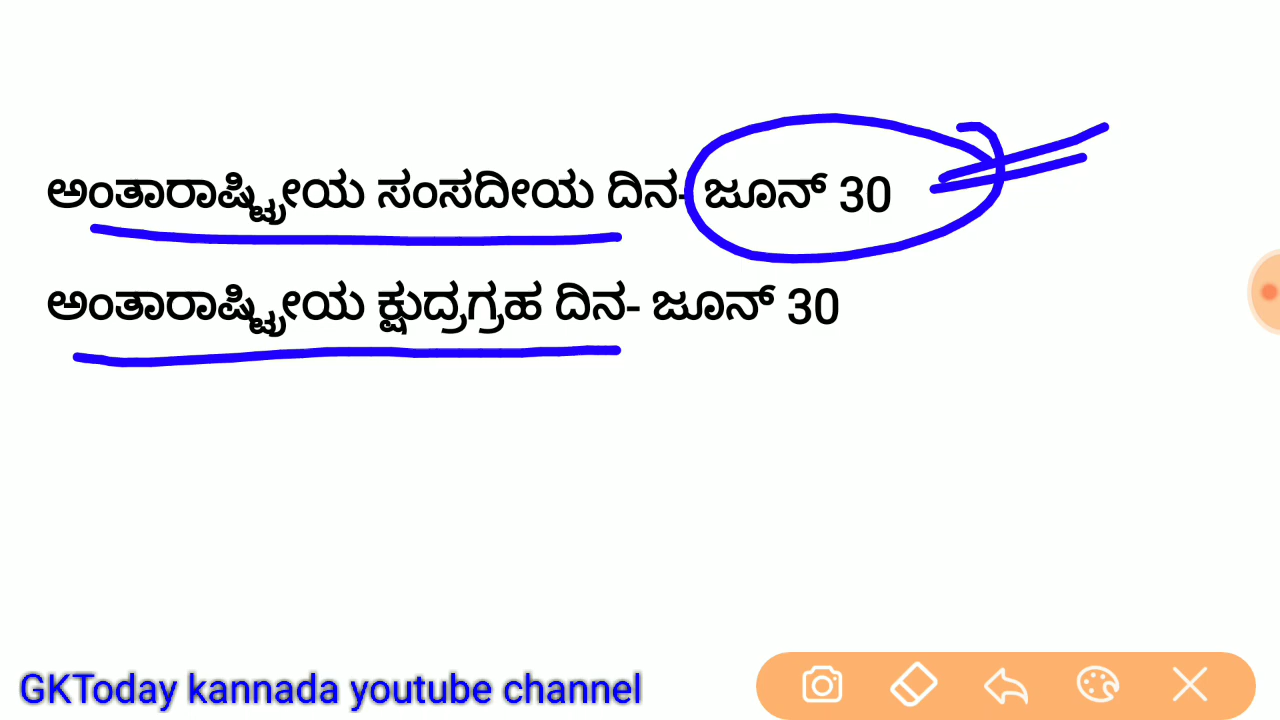 ಅಂತಾರಾಷ್ಟ್ರೀಯ ಸಂಸದೀಯ ದಿನ- ಜೂನ್ 30
ಅಂತಾರಾಷ್ಟ್ರೀಯ ಕ್ಷುದ್ರಗ್ರಹ ದಿನ- ಜೂನ್ 30
GKToday kannada youtube channel